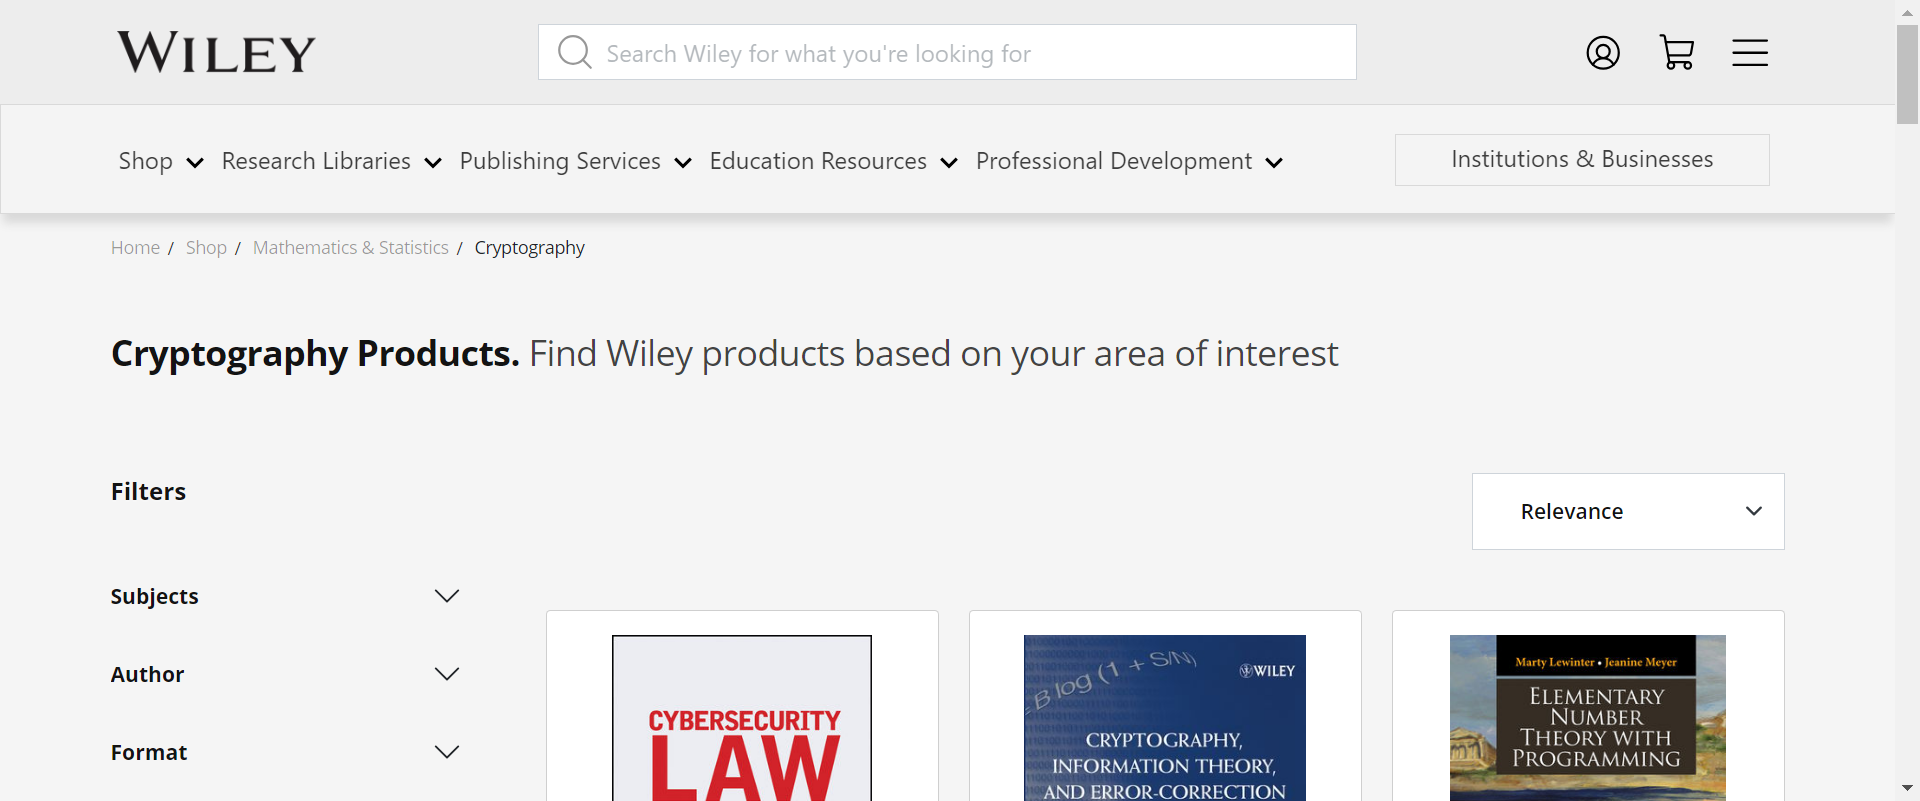 WILEY
Search Wiley for what you're looking for
Shop
Research Libraries
Publishing Services
Education Resources
Professional Development
Institutions & Businesses
Home / Shop / Mathematics & Statistics / Cryptography
Cryptography Products. Find Wiley products based on your area of interest
Filters
Relevance
Subjects
Author
Format
CYBERSECURITY
LAW
=B log (1 + S/N)
WILEY
CRYPTOGRAPHY,
INFORMATION THEORY,
AND ERROR-CORRECTION
Marty Lewinter • Jeanine Meyer
ELEMENTARY
NUMBER
THEORY WITH
PROGRAMMING